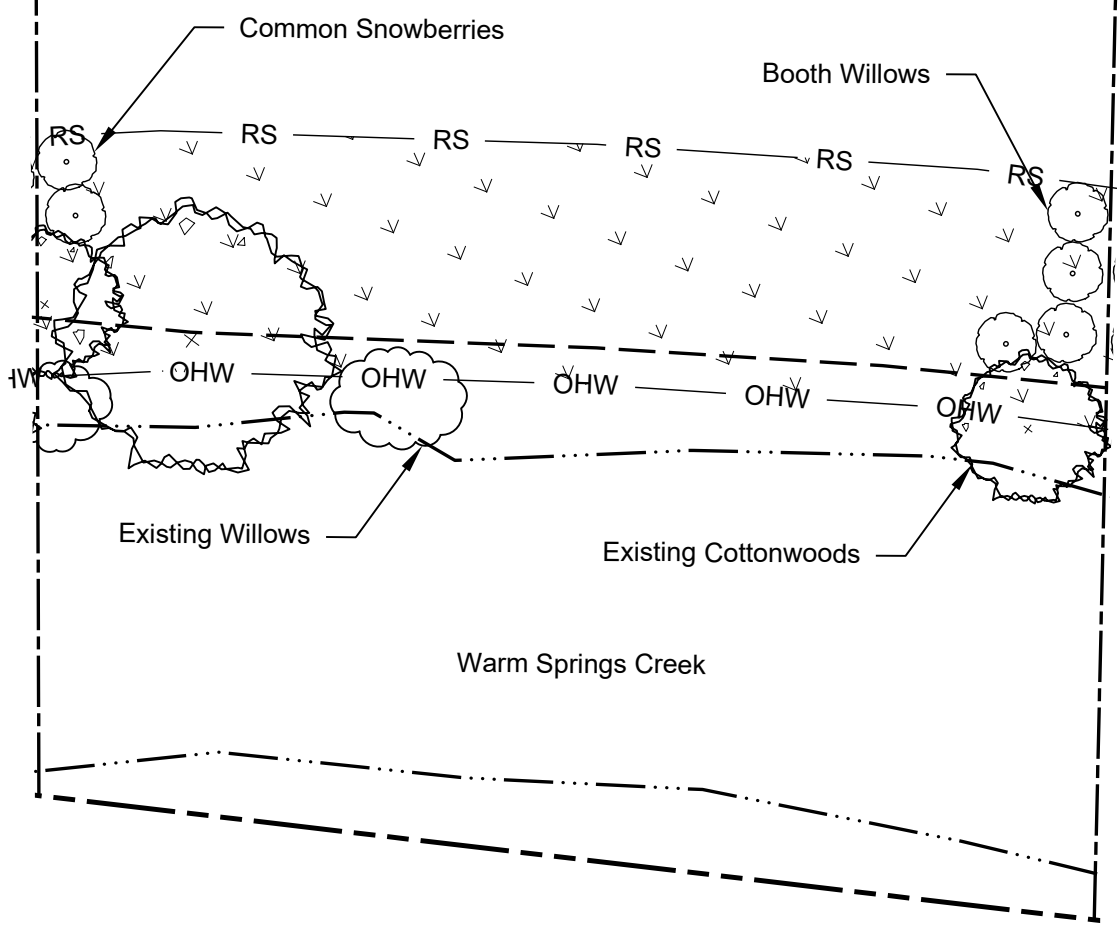 Common Snowberries
Booth Willows
RS RS RS RS RS RS
HW OHW OHW OHW OHW OHW
Existing Willows
Existing Cottonwoods
Warm Springs Creek